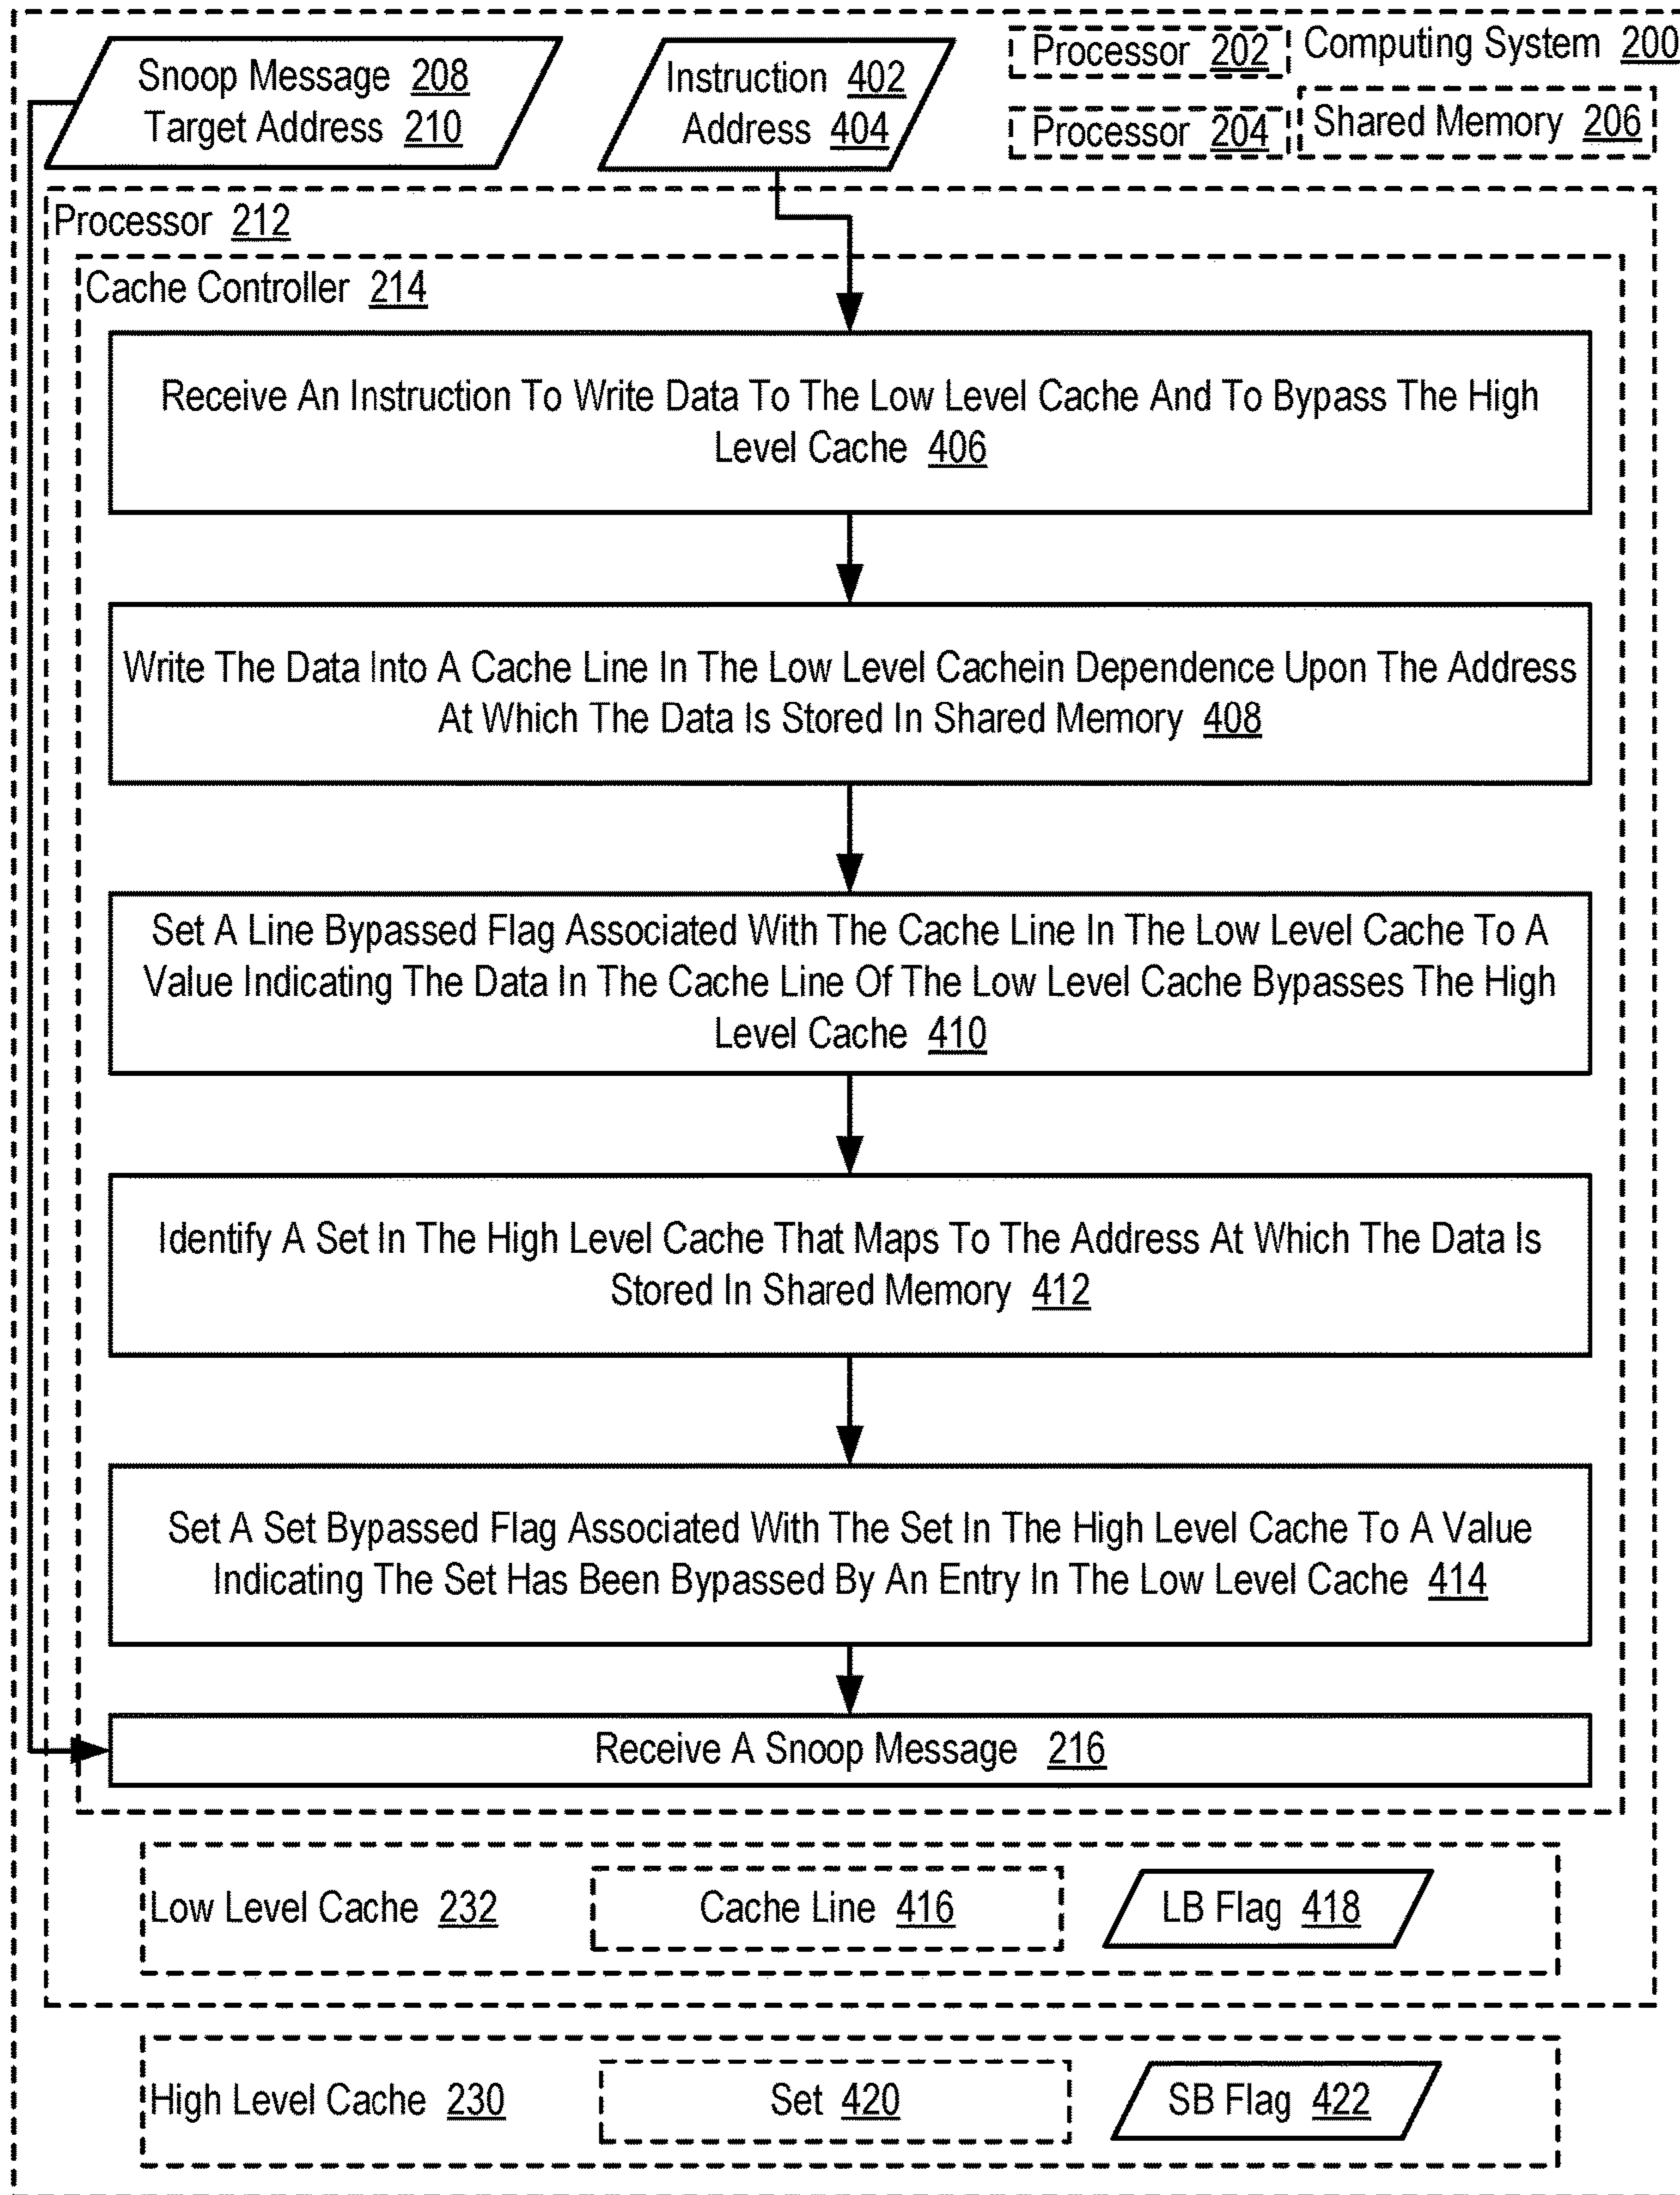 Snoop Message 208
Target Address 210
Instruction 402
Address 404
Processor 202
Computing System 200
Processor 204
Shared Memory 206
Processor 212
Cache Controller 214
Receive An Instruction To Write Data To The Low Level Cache And To Bypass The High
Level Cache 406
Write The Data Into A Cache Line In The Low Level Cachein Dependence Upon The Address
At Which The Data Is Stored In Shared Memory 408
Set A Line Bypassed Flag Associated With The Cache Line In The Low Level Cache To A
Value Indicating The Data In The Cache Line Of The Low Level Cache Bypasses The High
Level Cache 410
Identify A Set In The High Level Cache That Maps To The Address At Which The Data Is
Stored In Shared Memory 412
Set A Set Bypassed Flag Associated With The Set In The High Level Cache To A Value
Indicating The Set Has Been Bypassed By An Entry In The Low Level Cache 414
Receive A Snoop Message 216
Low Level Cache 232
Cache Line 416
LB Flag 418
High Level Cache 230
Set 420
SB Flag 422